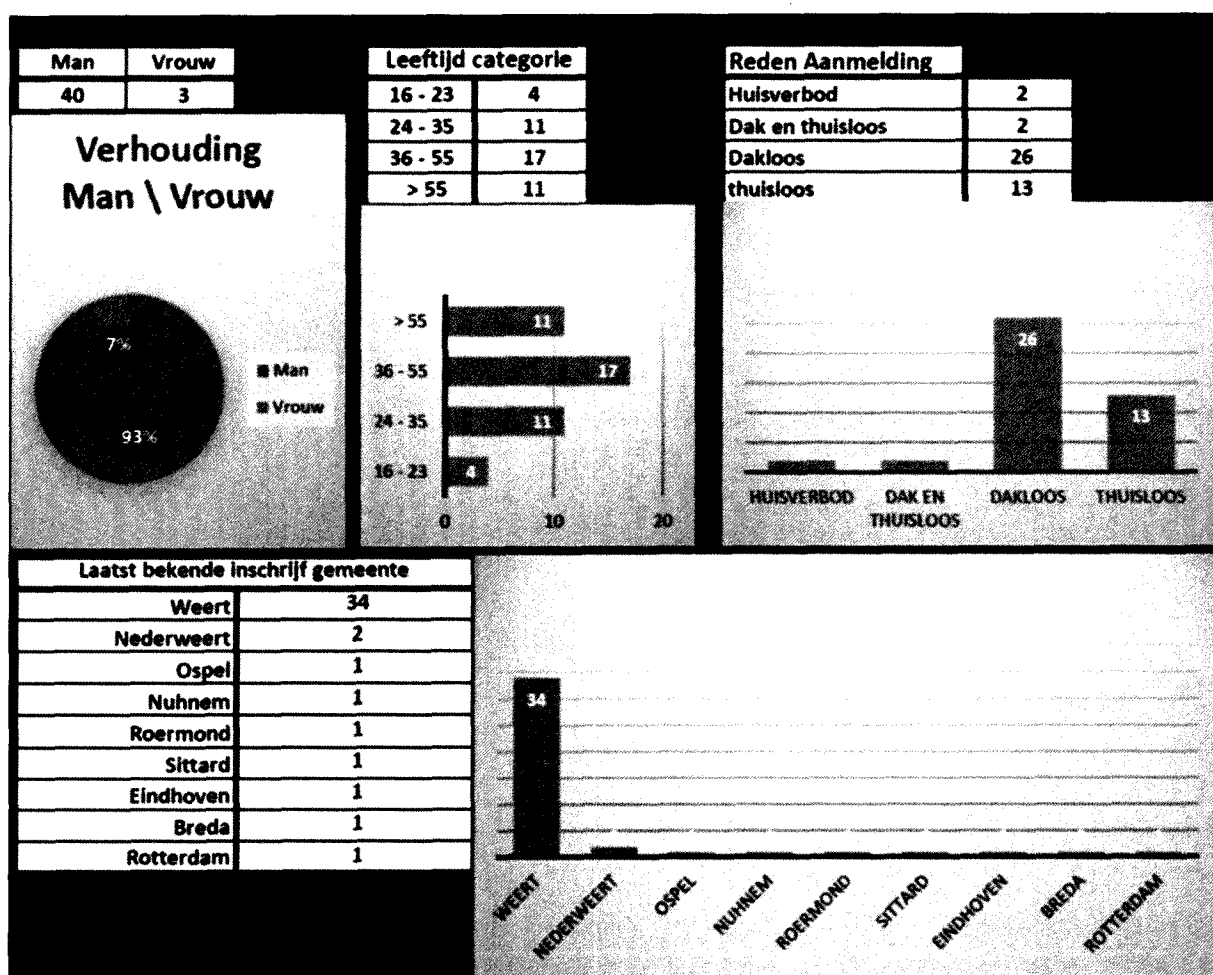 Man Vrouw
40 3
Verhouding
Man \ Vrouw
7%
93%
Man
Vrouw
Leeftijd categorie
16 - 23 4
24 - 35 11
36 - 55 17
> 55 11
> 55 11
36 - 55 17
24 - 35 11
16 - 23 4
0 10 20
Reden Aanmelding
Huisverbod 2
Dak en thuisloos 2
Dakloos 26
thuisloos 13
26
13
HUISVERBOD DAK EN THUISLOOS DAKLOOS THUISLOOS
Laatst bekende inschrijf gemeente
Weert 34
Nederweert 2
Ospel 1
Nuhnem 1
Roermond 1
Sittard 1
Eindhoven 1
Breda 1
Rotterdam 1
34
WEERT NEDERWEERT OSPEL NUHNEM ROERMOND SITTARD EINDHOVEN BREDA ROTTERDAM